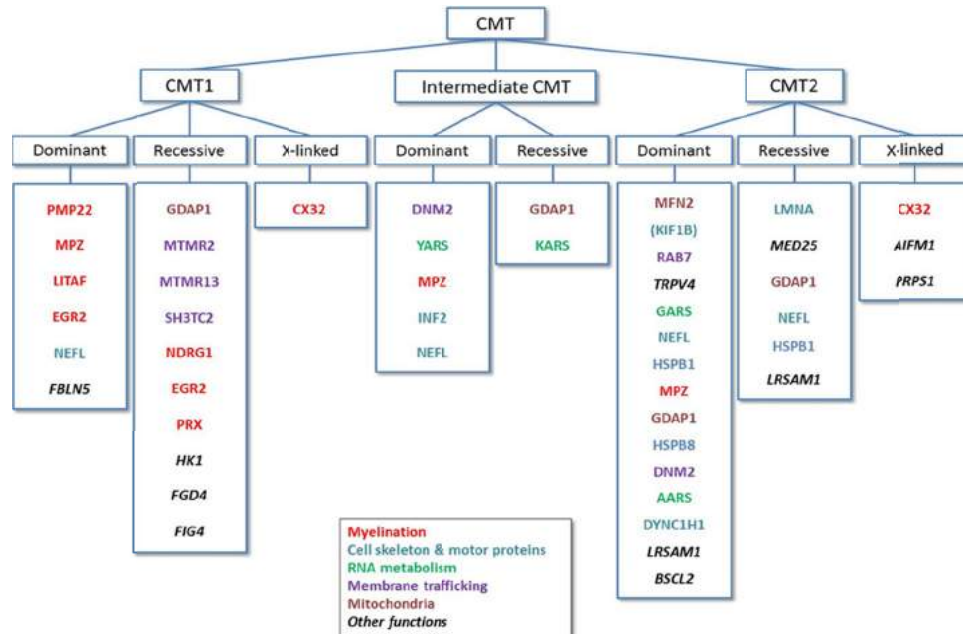 CMT
CMT1
Intermediate CMT
CMT2
Dominant
Recessive
X-linked
Dominant
Recessive
Dominant
Recessive
X-linked
PMP22
MPZ
LITAF
EGR2
NEFL
FBLN5
GDAP1
MTMR2
MTMR13
SH3TC2
NDRG1
EGR2
PRX
HK1
FGD4
FIG4
CX32
DNM2
YARS
MPZ
INF2
NEFL
GDAP1
KARS
MFN2
(KIF1B)
RAB7
TRPV4
GARS
NEFL
HSPB1
MPZ
GDAP1
HSPB8
DNM2
AARS
DYNC1H1
LRSAM1
BSCL2
LMNA
MED25
GDAP1
NEFL
HSPB1
LRSAM1
CX32
AIFM1
PRPS1
Myelination
Cell skeleton & motor proteins
RNA metabolism
Membrane trafficking
Mitochondria
Other functions